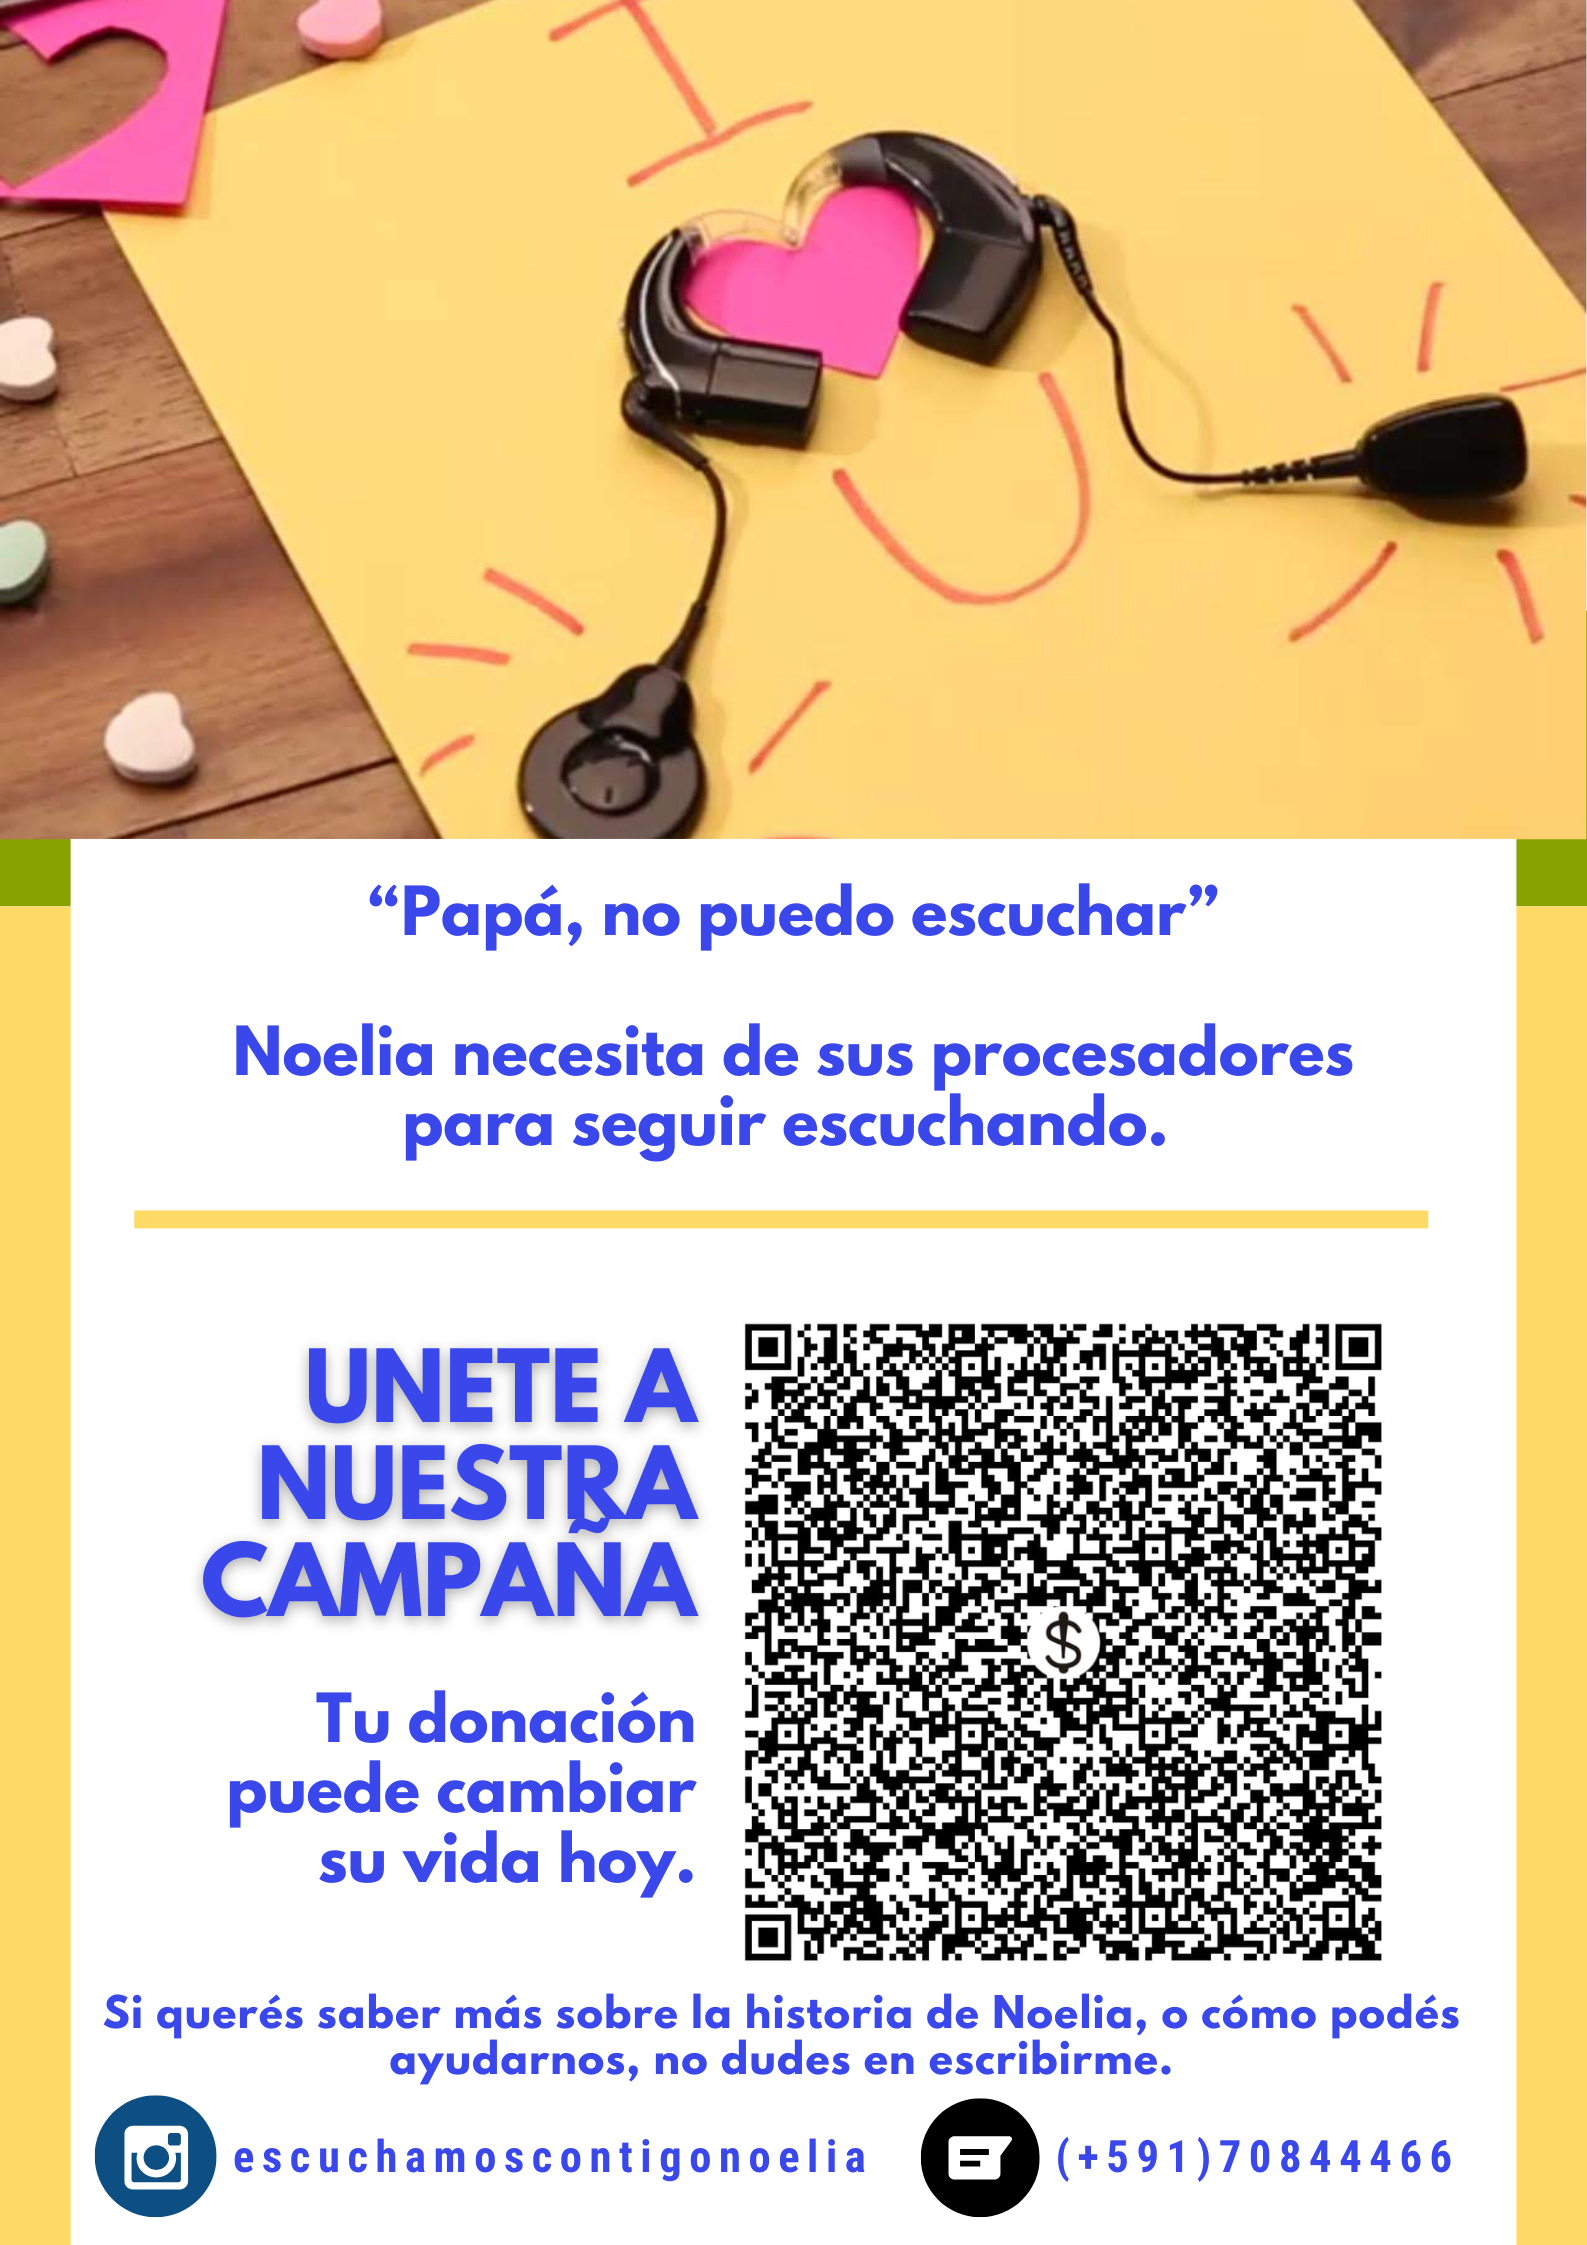 I
U
“Papá, no puedo escuchar”
Noelia necesita de sus procesadores
para seguir escuchando.
UNETE A
NUESTRA
CAMPAÑA
$
Tu donación
puede cambiar
su vida hoy.
Si querés saber más sobre la historia de Noelia, o cómo podés
ayudarnos, no dudes en escribirme.
escuchamoscontigonoelia
(+591)70844466